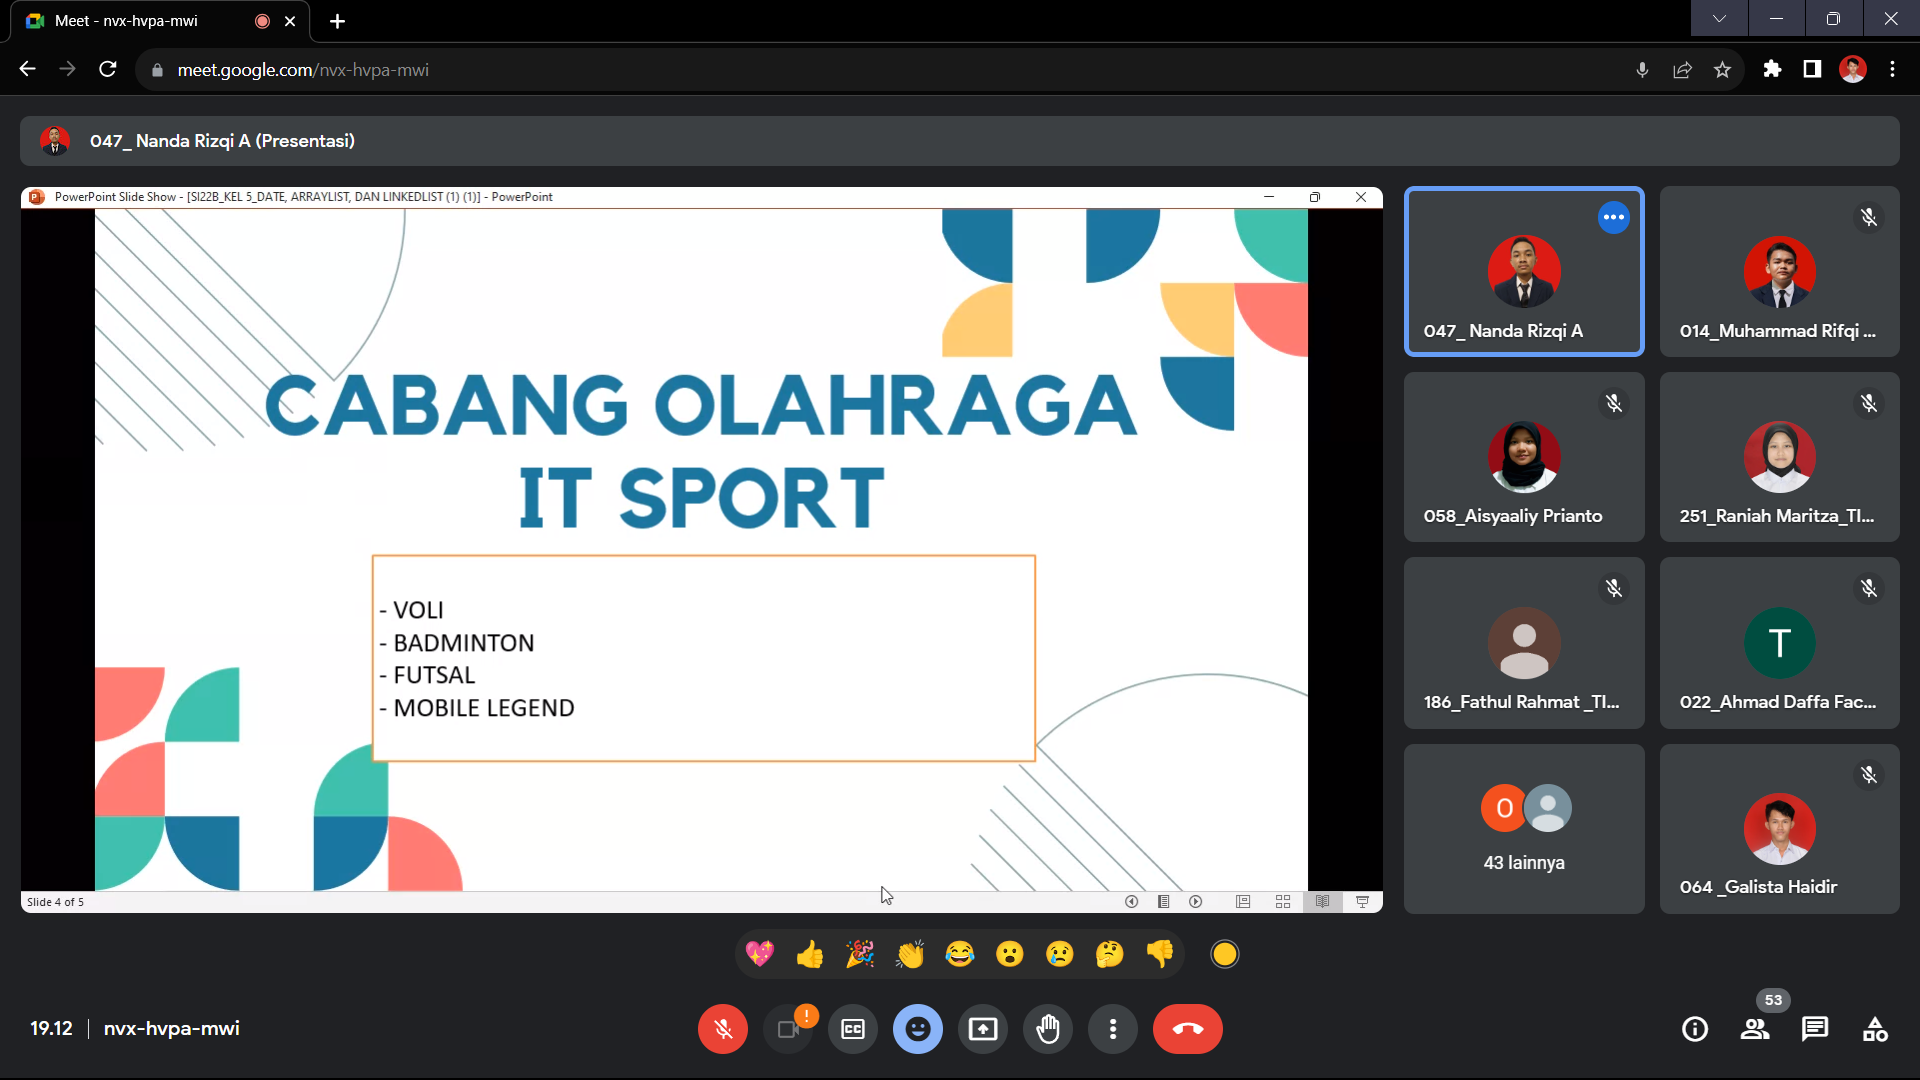 Meet - nvx-hvpa-mwi
meet.google.com/nvx-hvpa-mwi
047_ Nanda Rizqi A (Presentasi)
PowerPoint Slide Show - [SI22B_KEL 5_DATE, ARRAYLIST, DAN LINKEDLIST (1) (1)] - PowerPoint
CABANG OLAHRAGA
IT SPORT
- VOLI
- BADMINTON
- FUTSAL
- MOBILE LEGEND
Slide 4 of 5
047_ Nanda Rizqi A
014_Muhammad Rifqi ...
058_Aisyaaliy Prianto
251_Raniah Maritza_TI...
186_Fathul Rahmat _TI...
T
022_Ahmad Daffa Fac...
O
43 lainnya
064 _Galista Haidir
19.12
nvx-hvpa-mwi
53